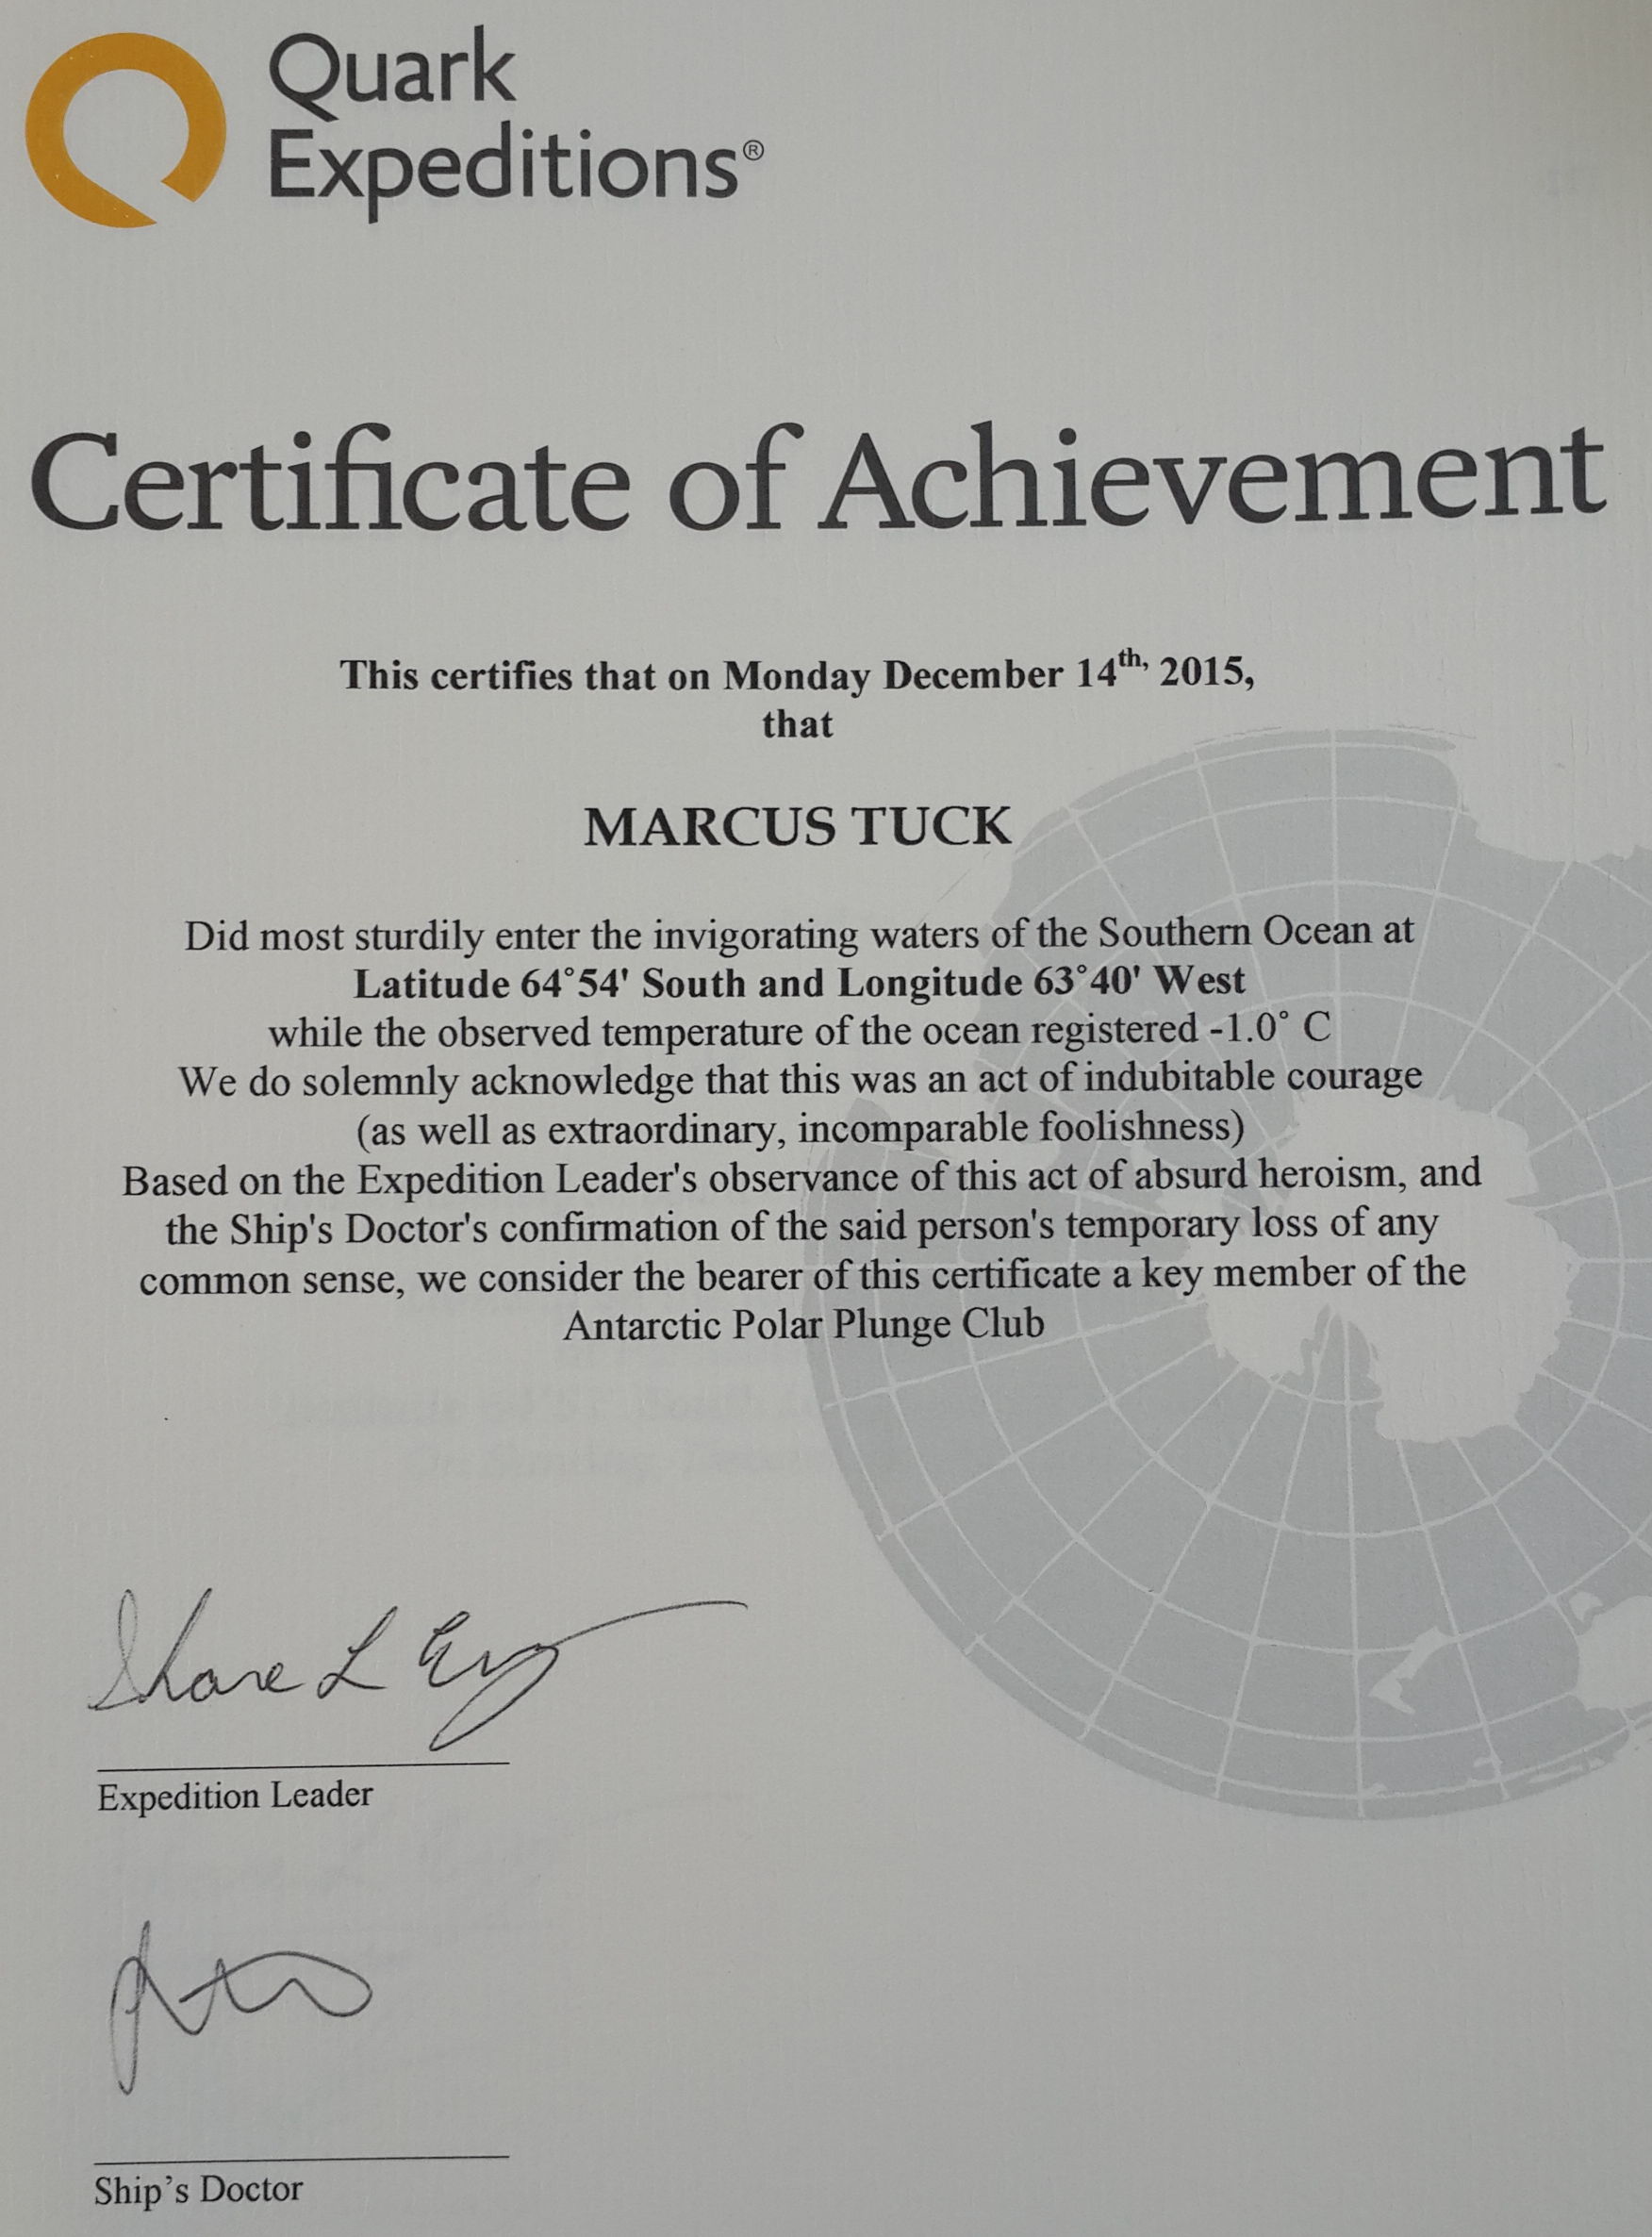 Quark
Expeditions®
Certificate of Achievement
This certifies that on Monday December 14th, 2015,
that
MARCUS TUCK
Did most sturdily enter the invigorating waters of the Southern Ocean at
Latitude 64°54' South and Longitude 63°40' West
while the observed temperature of the ocean registered -1.0° C
We do solemnly acknowledge that this was an act of indubitable courage
(as well as extraordinary, incomparable foolishness)
Based on the Expedition Leader's observance of this act of absurd heroism, and
the Ship's Doctor's confirmation of the said person's temporary loss of any
common sense, we consider the bearer of this certificate a key member of the
Antarctic Polar Plunge Club
Expedition Leader
Ship’s Doctor